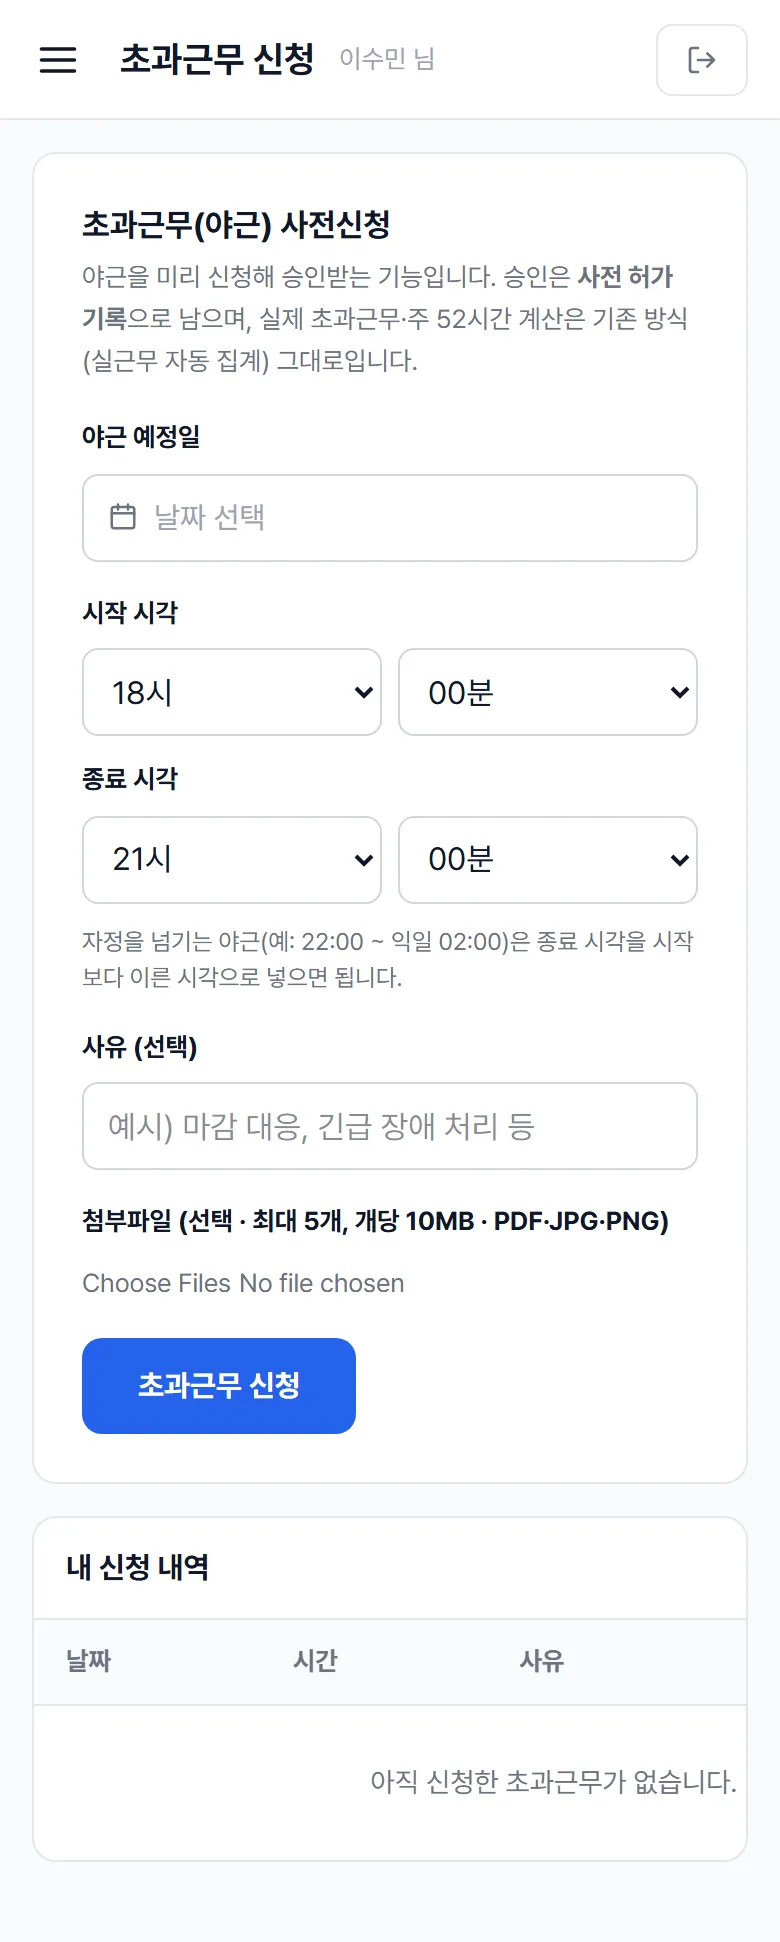 초과근무 신청 이수민 님
초과근무(야근) 사전신청
야근을 미리 신청해 승인받는 기능입니다. 승인은 사전 허가
기록으로 남으며, 실제 초과근무·주 52시간 계산은 기존 방식
(실근무 자동 집계) 그대로입니다.
야근 예정일
날짜 선택
시작 시각
18시 00분
종료 시각
21시 00분
자정을 넘기는 야근(예: 22:00 ~ 익일 02:00)은 종료 시각을 시작
보다 이른 시각으로 넣으면 됩니다.
사유 (선택)
예시) 마감 대응, 긴급 장애 처리 등
첨부파일 (선택 · 최대 5개, 개당 10MB · PDF·JPG·PNG)
Choose Files No file chosen
초과근무 신청
내 신청 내역
날짜 시간 사유
아직 신청한 초과근무가 없습니다.